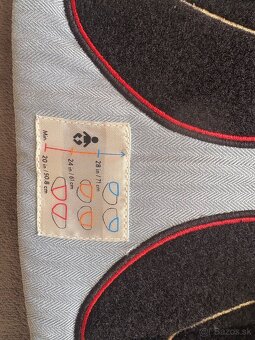 Min
20 in / 50.8 cm
24 in / 61 cm
28 in / 71 cm
Bazos.sk